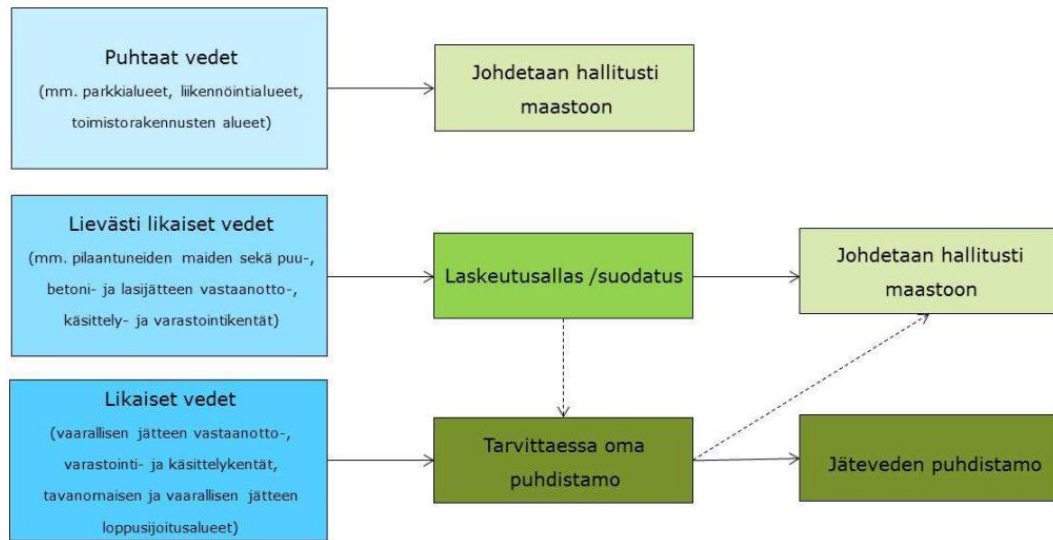 Puhtaat vedet
(mm. parkkialueet, liikennöintialueet,
toimistorakennusten alueet)
Johdetaan hallitusti
maastoon
Lievästi likaiset vedet
(mm. pilaantuneiden maiden sekä puu-,
betoni- ja lasijätteen vastaanotto-,
käsittely- ja varastointikentät)
Laskeutusallas /suodatus
Johdetaan hallitusti
maastoon
Likaiset vedet
(vaarallisen jätteen vastaanotto-,
varastointi- ja käsittelykentät,
tavanomaisen ja vaarallisen jätteen
loppusijoitusalueet)
Tarvittaessa oma
puhdistamo
Jäteveden puhdistamo